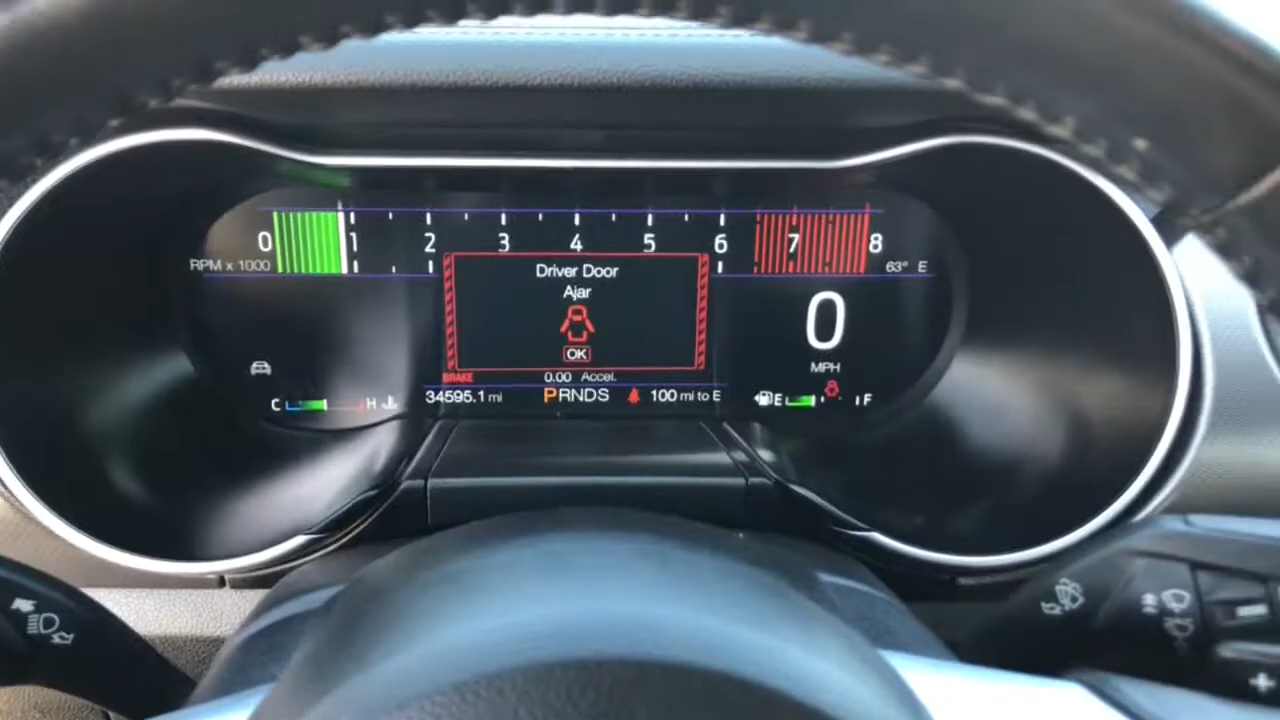 0 1 2 3 4 5 6 7 8
RPM x 1000
63° E
Driver Door
Ajar
OK
0
MPH
BRAKE
0.00 Accel.
34595.1 mi
PRNDS
100 mi to E
C H
E F